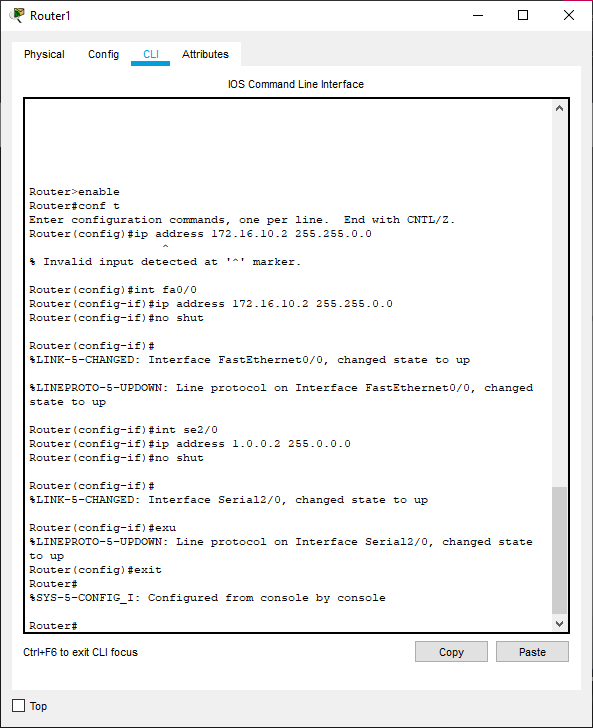 Router1
Physical Config CLI Attributes
IOS Command Line Interface
Router>enable
Router#conf t
Enter configuration commands, one per line.  End with CNTL/Z.
Router(config)#ip address 172.16.10.2 255.255.0.0
^
% Invalid input detected at '^' marker.
Router(config)#int fa0/0
Router(config-if)#ip address 172.16.10.2 255.255.0.0
Router(config-if)#no shut
Router(config-if)#
%LINK-5-CHANGED: Interface FastEthernet0/0, changed state to up
%LINEPROTO-5-UPDOWN: Line protocol on Interface FastEthernet0/0, changed
state to up
Router(config-if)#int se2/0
Router(config-if)#ip address 1.0.0.2 255.0.0.0
Router(config-if)#no shut
Router(config-if)#
%LINK-5-CHANGED: Interface Serial2/0, changed state to up
Router(config-if)#exu
%LINEPROTO-5-UPDOWN: Line protocol on Interface Serial2/0, changed state
to up
Router(config)#exit
Router#
%SYS-5-CONFIG_I: Configured from console by console
Router#
Ctrl+F6 to exit CLI focus Copy Paste
Top